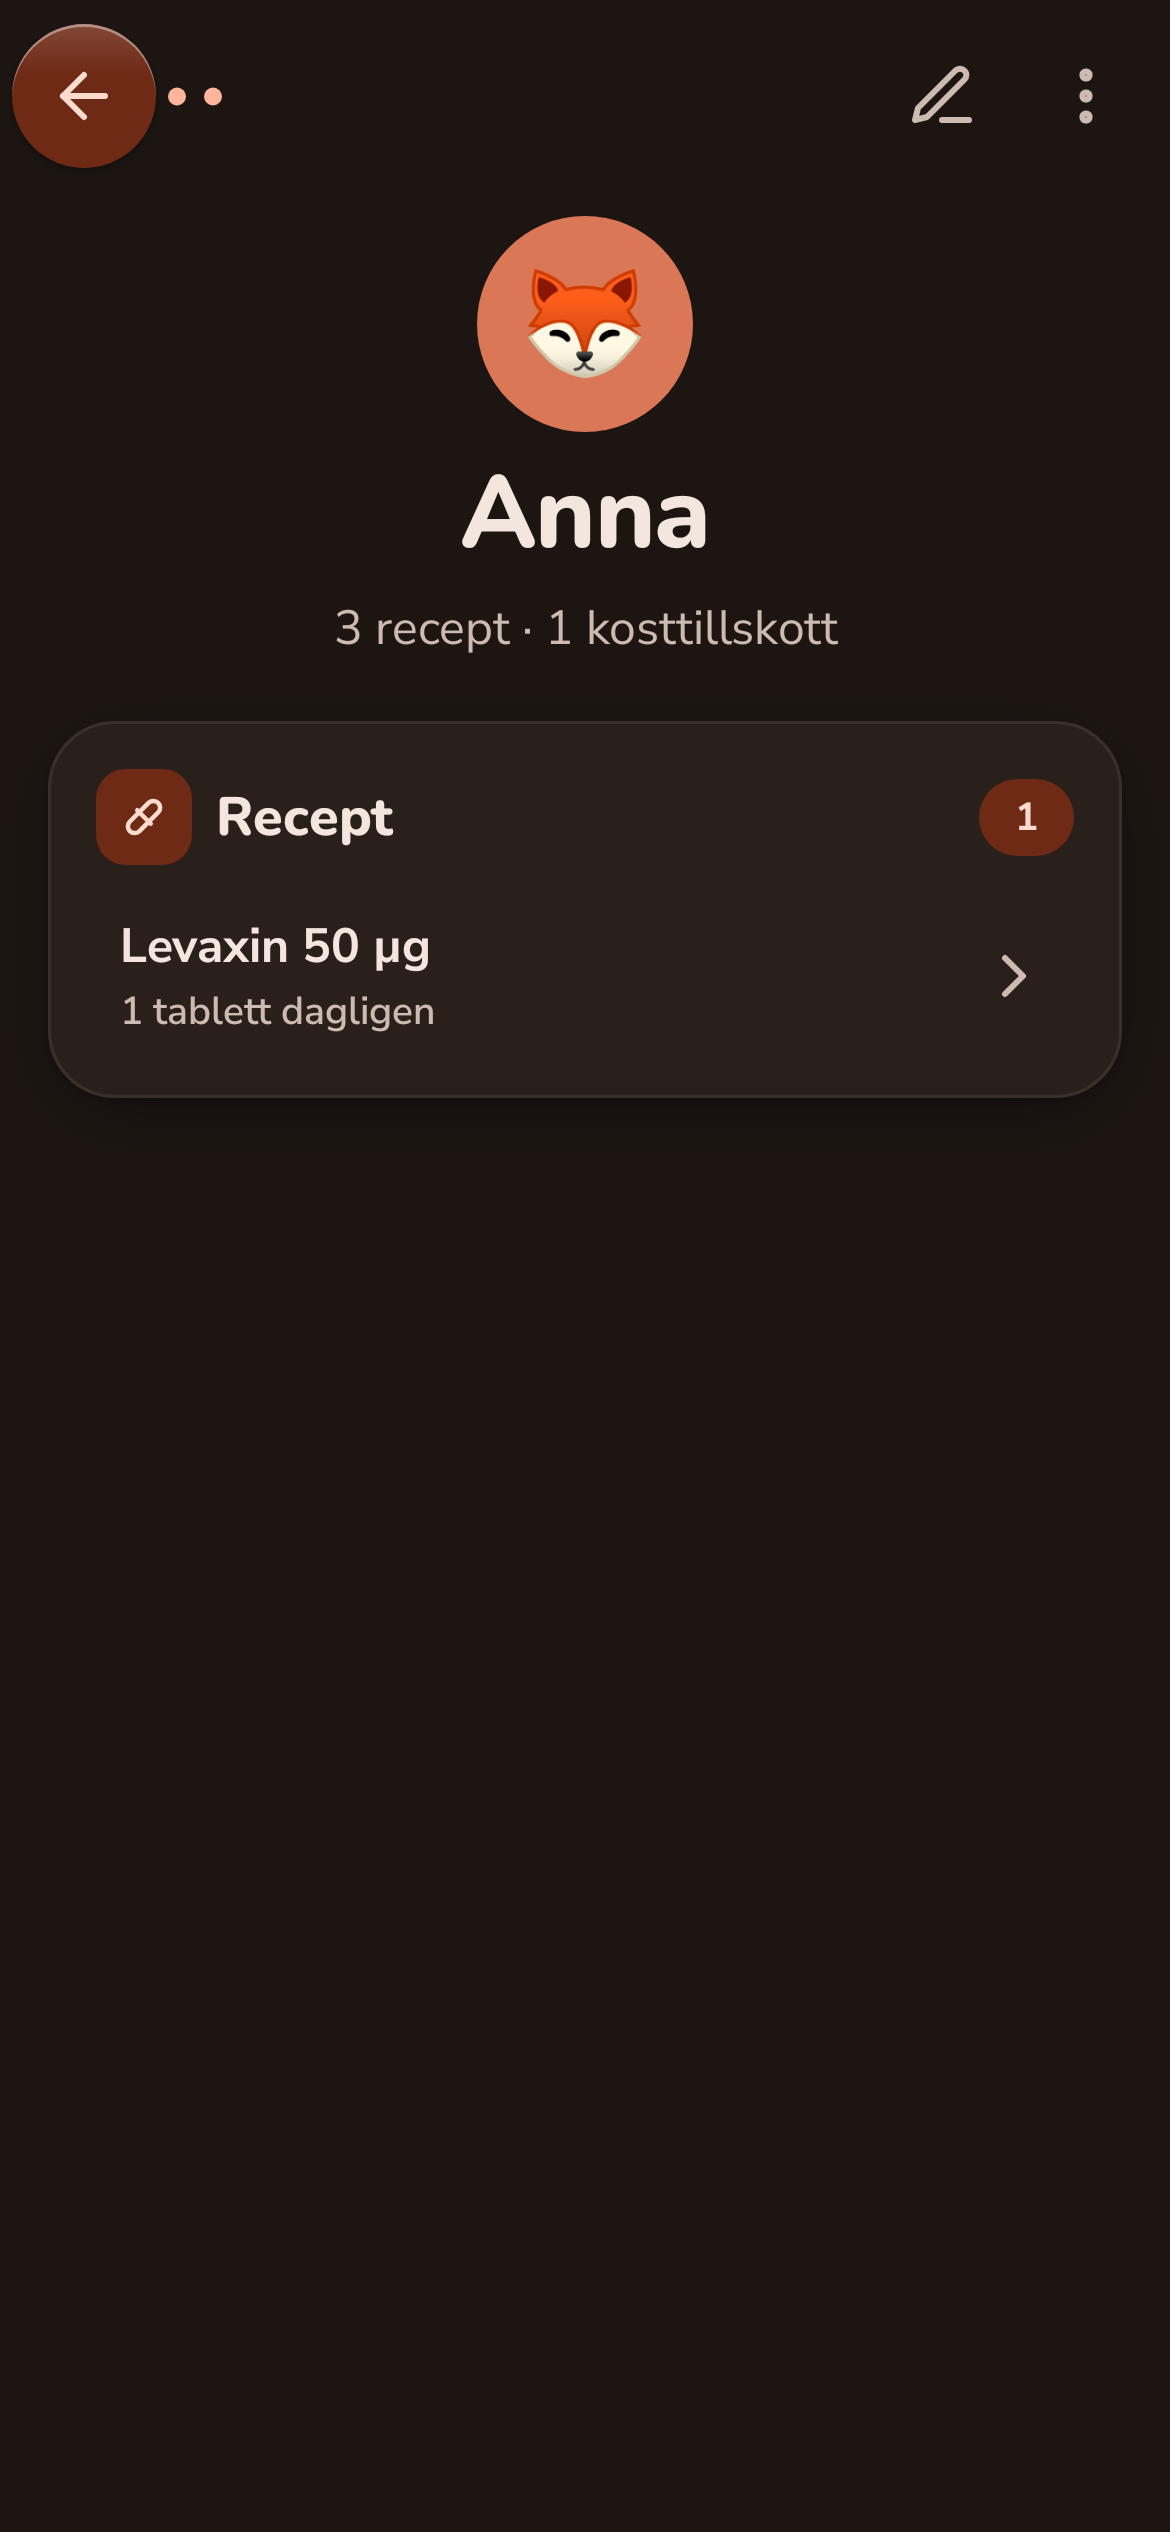 Anna
3 recept · 1 kosttillskott
Recept
1
Levaxin 50 µg
1 tablett dagligen